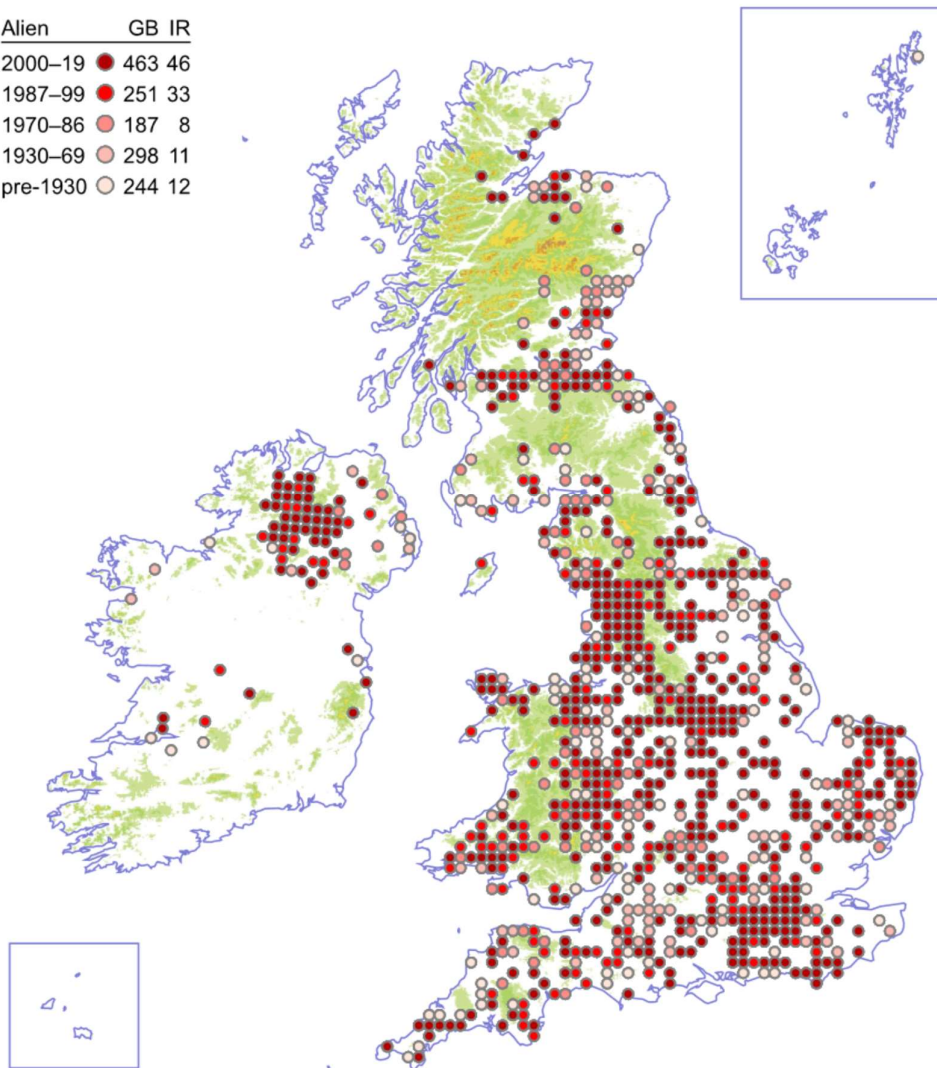 Alien GB IR
2000–19 463 46
1987–99 251 33
1970–86 187 8
1930–69 298 11
pre-1930 244 12